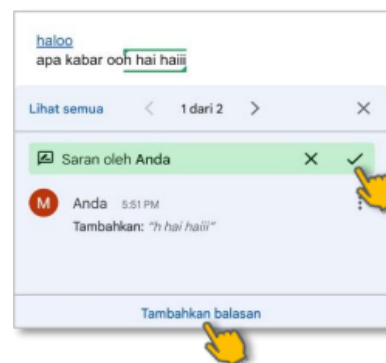 haloo
apa kabar ooh hai haiii
Lihat semua < 1 dari 2 >
Saran oleh Anda
M Anda 5:51 PM
Tambahkan: "h hai haiii"
Tambahkan balasan